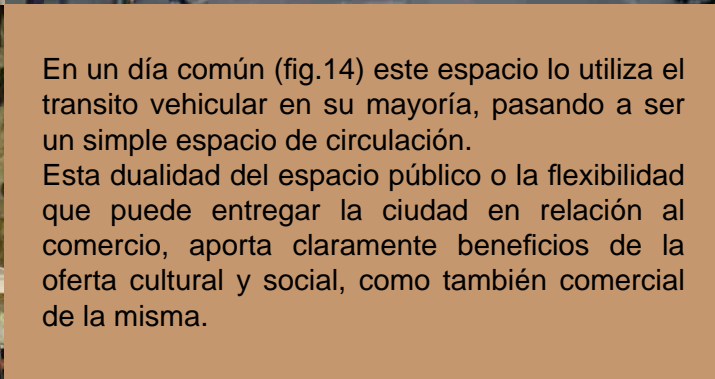 En un día común (fig.14) este espacio lo utiliza el
transito vehicular en su mayoría, pasando a ser
un simple espacio de circulación.
Esta dualidad del espacio público o la flexibilidad
que puede entregar la ciudad en relación al
comercio, aporta claramente beneficios de la
oferta cultural y social, como también comercial
de la misma.